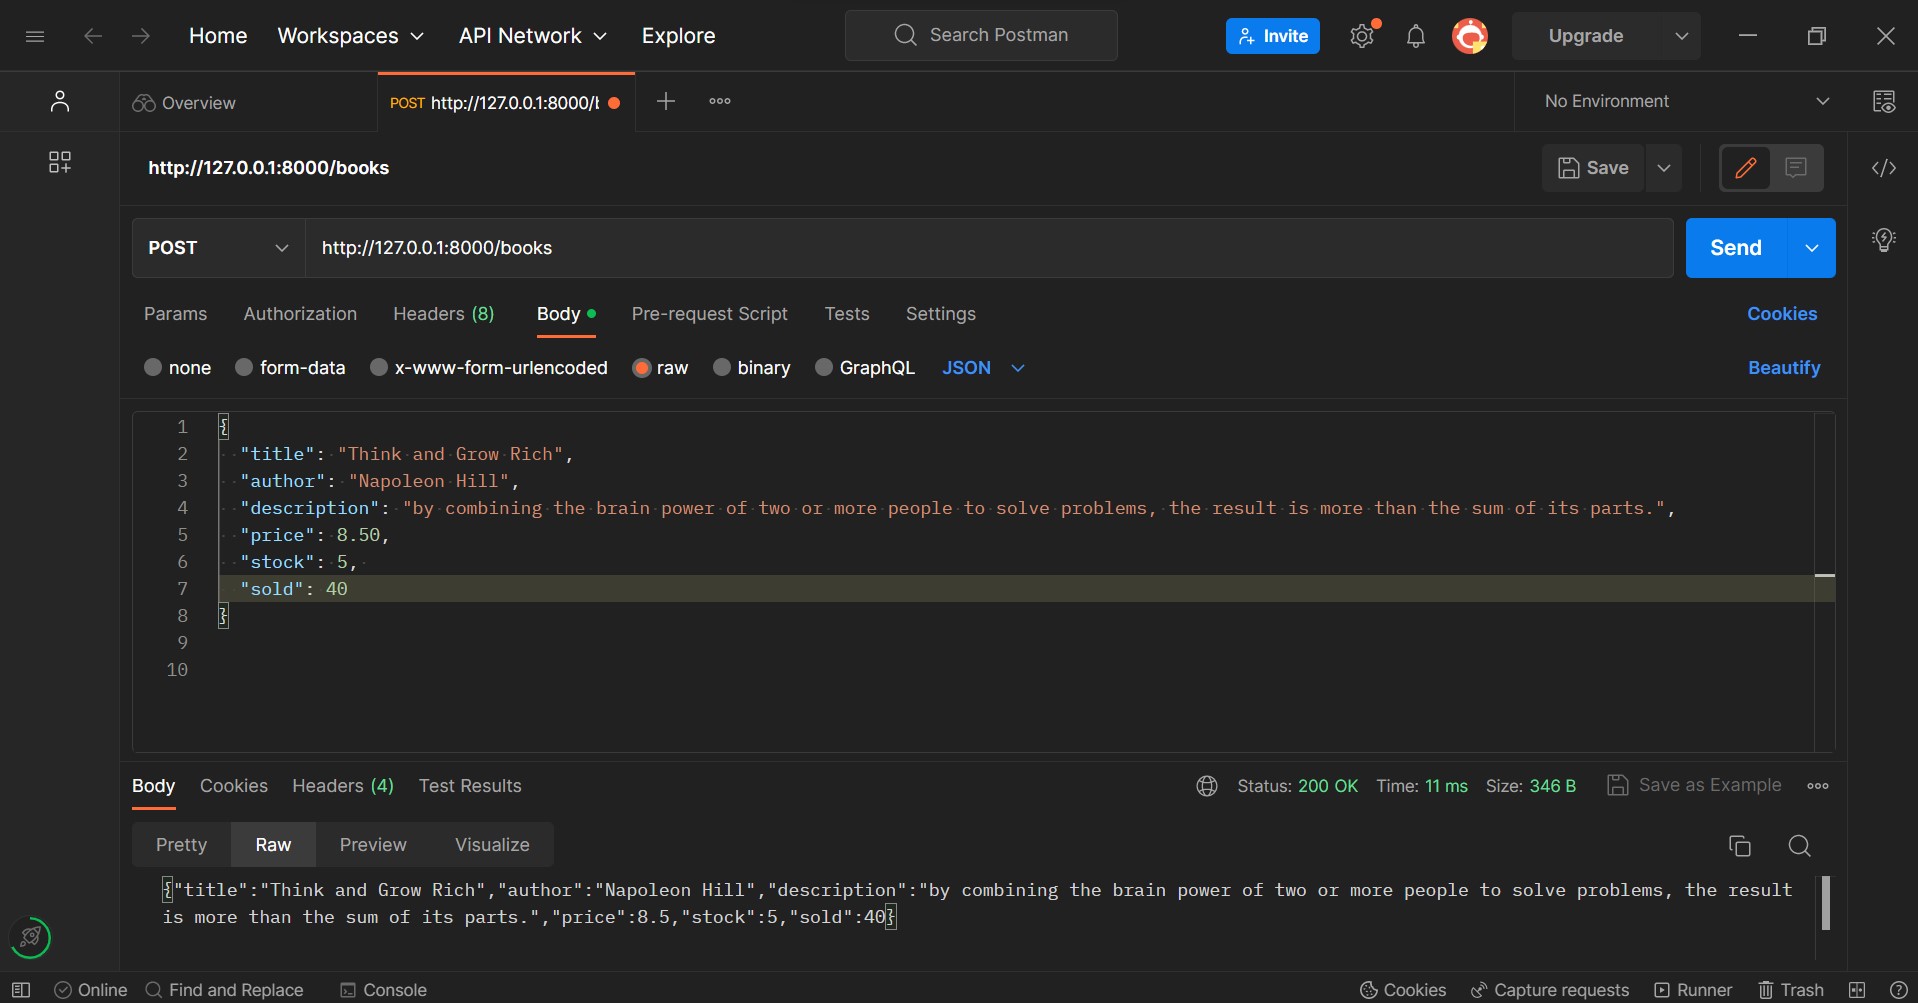 Home Workspaces API Network Explore Search Postman Invite Upgrade
Overview POST http://127.0.0.1:8000/b No Environment
http://127.0.0.1:8000/books Save
POST http://127.0.0.1:8000/books Send
Params Authorization Headers (8) Body Pre-request Script Tests Settings Cookies
none form-data x-www-form-urlencoded raw binary GraphQL JSON Beautify
1 {
2 "title": "Think and Grow Rich",
3 "author": "Napoleon Hill",
4 "description": "by combining the brain power of two or more people to solve problems, the result is more than the sum of its parts.",
5 "price": 8.50,
6 "stock": 5,
7 "sold": 40
8 }
9
10
Body Cookies Headers (4) Test Results Status: 200 OK Time: 11 ms Size: 346 B Save as Example
Pretty Raw Preview Visualize
{"title":"Think and Grow Rich","author":"Napoleon Hill","description":"by combining the brain power of two or more people to solve problems, the result
is more than the sum of its parts.","price":8.5,"stock":5,"sold":40}
Online Find and Replace Console Cookies Capture requests Runner Trash